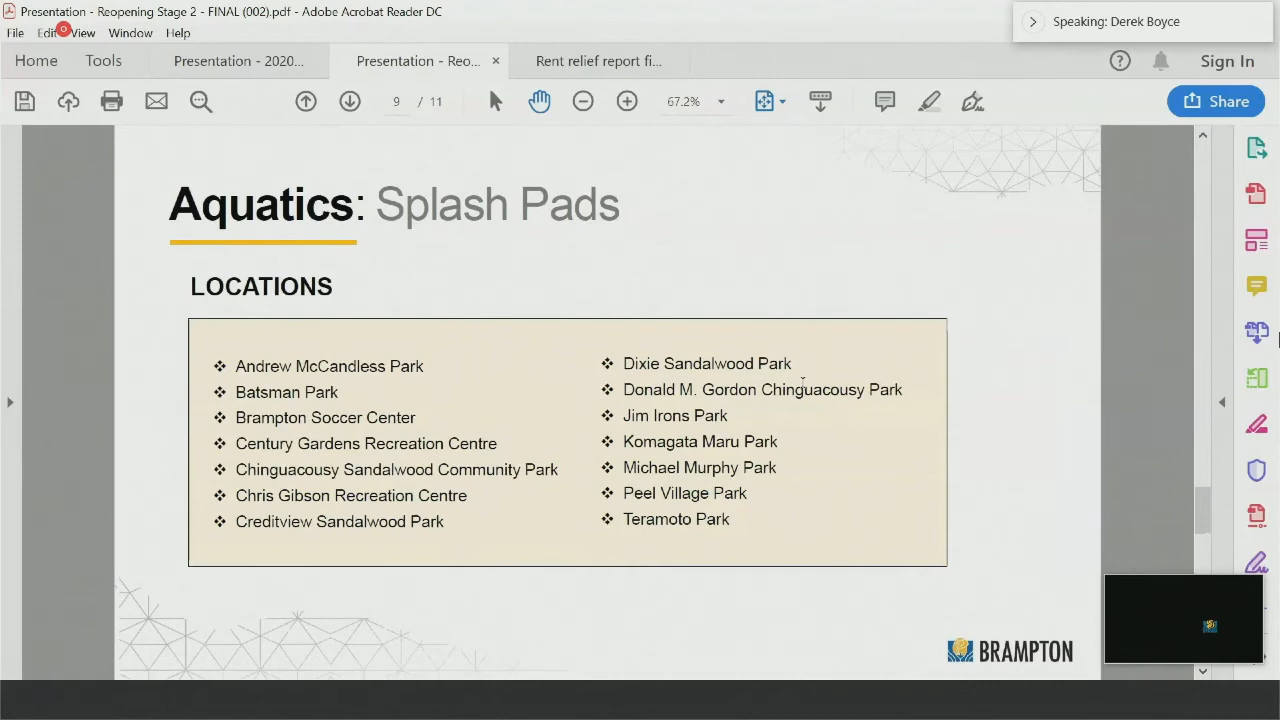 Presentation - Reopening Stage 2 - FINAL (002).pdf - Adobe Acrobat Reader DC
Speaking: Derek Boyce
File Edit View Window Help
Home Tools Presentation - 2020... Presentation - Reo... × Rent relief report fi... Sign In
9 / 11 67.2% Share
Aquatics: Splash Pads
LOCATIONS
❖ Andrew McCandless Park
❖ Batsman Park
❖ Brampton Soccer Center
❖ Century Gardens Recreation Centre
❖ Chinguacousy Sandalwood Community Park
❖ Chris Gibson Recreation Centre
❖ Creditview Sandalwood Park
❖ Dixie Sandalwood Park
❖ Donald M. Gordon Chinguacousy Park
❖ Jim Irons Park
❖ Komagata Maru Park
❖ Michael Murphy Park
❖ Peel Village Park
❖ Teramoto Park
BRAMPTON